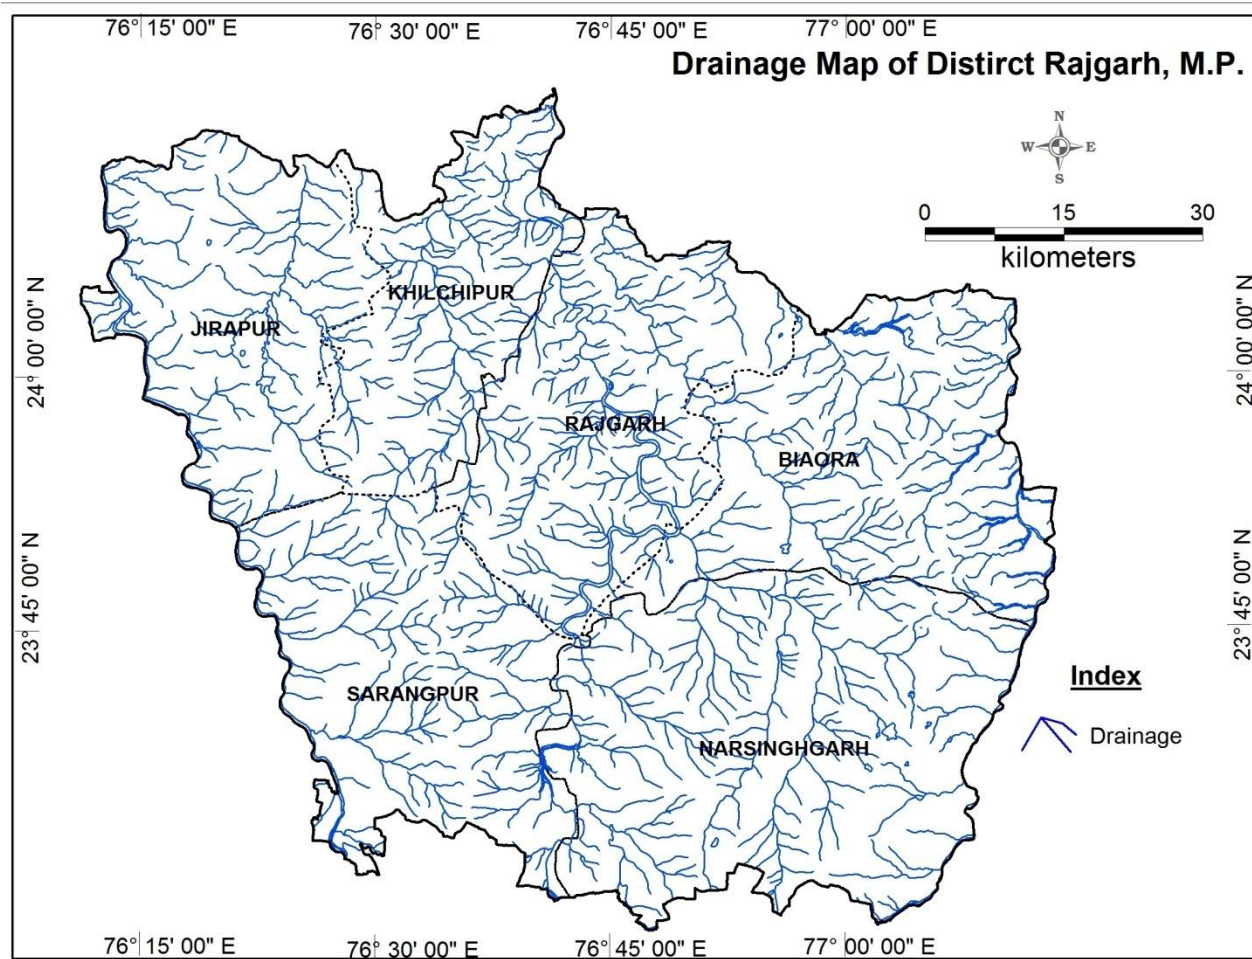 76° 15' 00" E
76° 30' 00" E
76° 45' 00" E
77° 00' 00" E
Drainage Map of Distirct Rajgarh, M.P.
N
W E
S
0 15 30
kilometers
KHILCHIPUR
JIRAPUR
24° 00' 00" N
24° 00' 00" N
RAJGARH
BIAORA
23° 45' 00" N
23° 45' 00" N
SARANGPUR
Index
NARSINGHGARH
Drainage
76° 15' 00" E
76° 30' 00" E
76° 45' 00" E
77° 00' 00" E